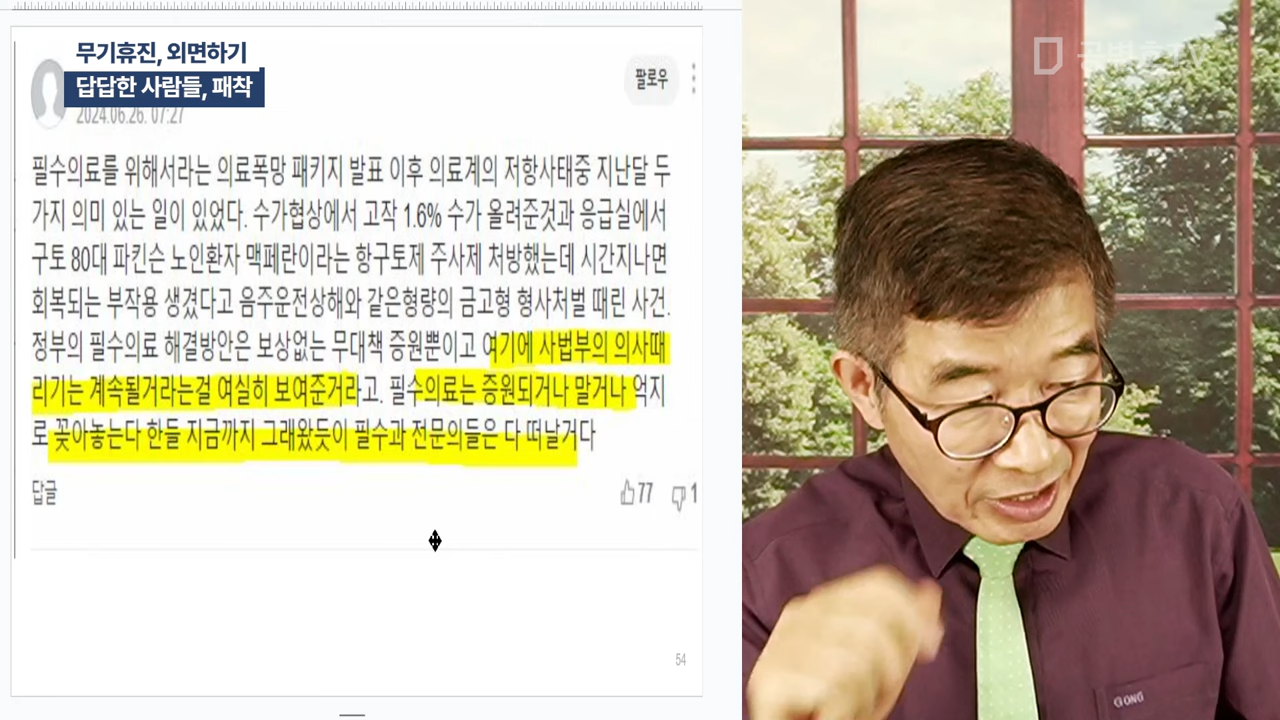 무기휴진, 외면하기
답답한 사람들, 패착
팔로우
2024.06.26. 07:27
필수의료를 위해서라는 의료폭망 패키지 발표 이후 의료계의 저항사태중 지난달 두
가지 의미 있는 일이 있었다. 수가협상에서 고작 1.6% 수가 올려준것과 응급실에서
구토 80대 파킨슨 노인환자 맥페란이라는 항구토제 주사제 처방했는데 시간지나면
회복되는 부작용 생겼다고 음주운전상해와 같은형량의 금고형 형사처벌 때린 사건.
정부의 필수의료 해결방안은 보상없는 무대책 증원뿐이고 여기에 사법부의 의사때
리기는 계속될거라는걸 여실히 보여준거라고. 필수의료는 증원되거나 말거나 억지
로 꽂아놓는다 한들 지금까지 그래왔듯이 필수과 전문의들은 다 떠날거다
답글
77
1
54
공병호TV
GONG